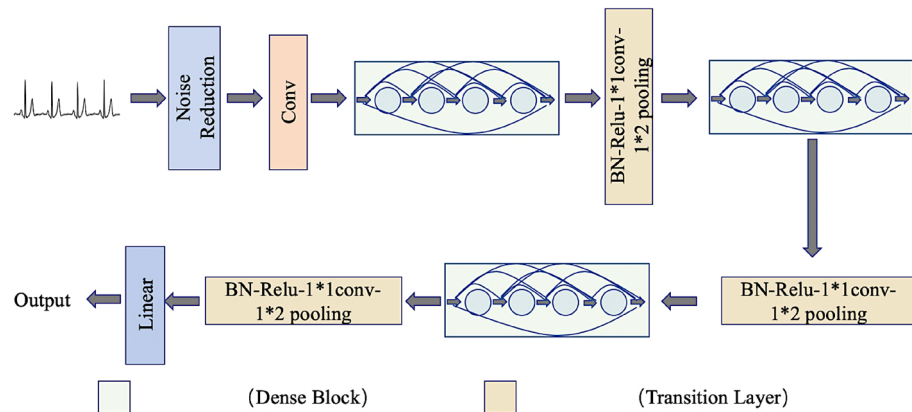 Noise
Reduction
Conv
BN-Relu-1*1conv-
1*2 pooling
Output
Linear
BN-Relu-1*1conv-
1*2 pooling
BN-Relu-1*1conv-
1*2 pooling
(Dense Block)
(Transition Layer)